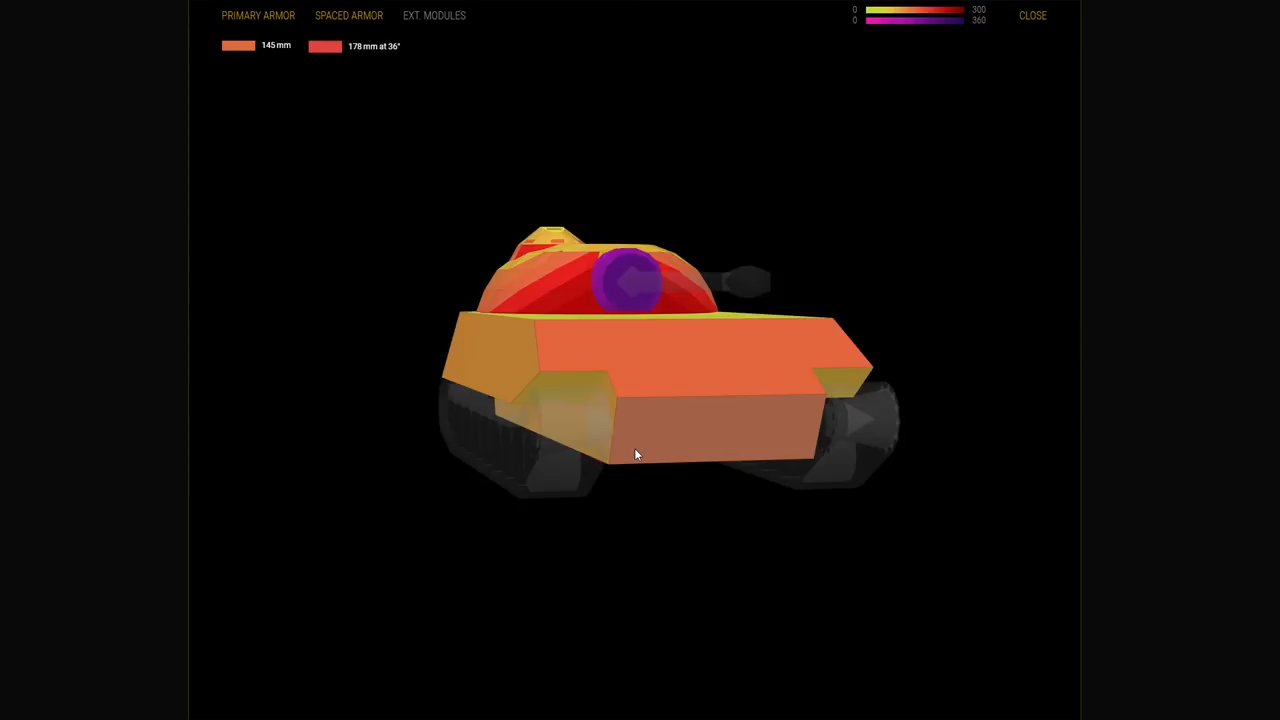 PRIMARY ARMOR SPACED ARMOR EXT. MODULES 0 300 CLOSE
0 360
145 mm 178 mm at 36°